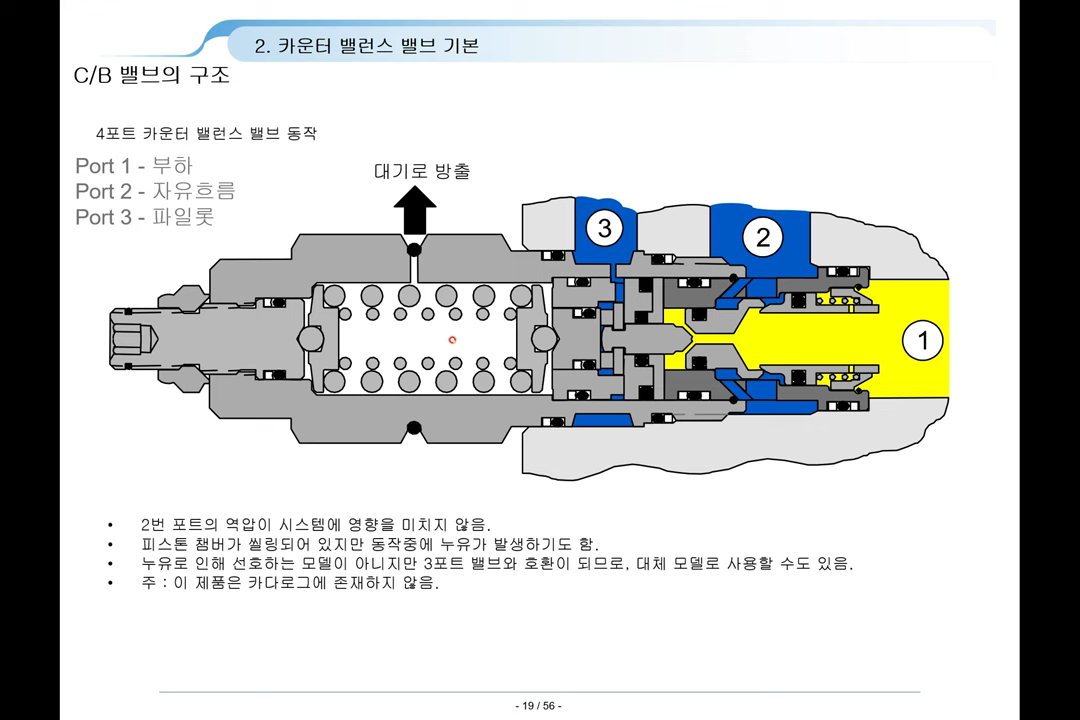 2. 카운터 밸런스 밸브 기본
C/B 밸브의 구조
4포트 카운터 밸런스 밸브 동작
Port 1 - 부하
Port 2 - 자유흐름
Port 3 - 파일롯
대기로 방출
3
2
1
• 2번 포트의 역압이 시스템에 영향을 미치지 않음.
• 피스톤 챔버가 씰링되어 있지만 동작중에 누유가 발생하기도 함.
• 누유로 인해 선호하는 모델이 아니지만 3포트 밸브와 호환이 되므로, 대체 모델로 사용할 수도 있음.
• 주 : 이 제품은 카다로그에 존재하지 않음.
- 19 / 56 -